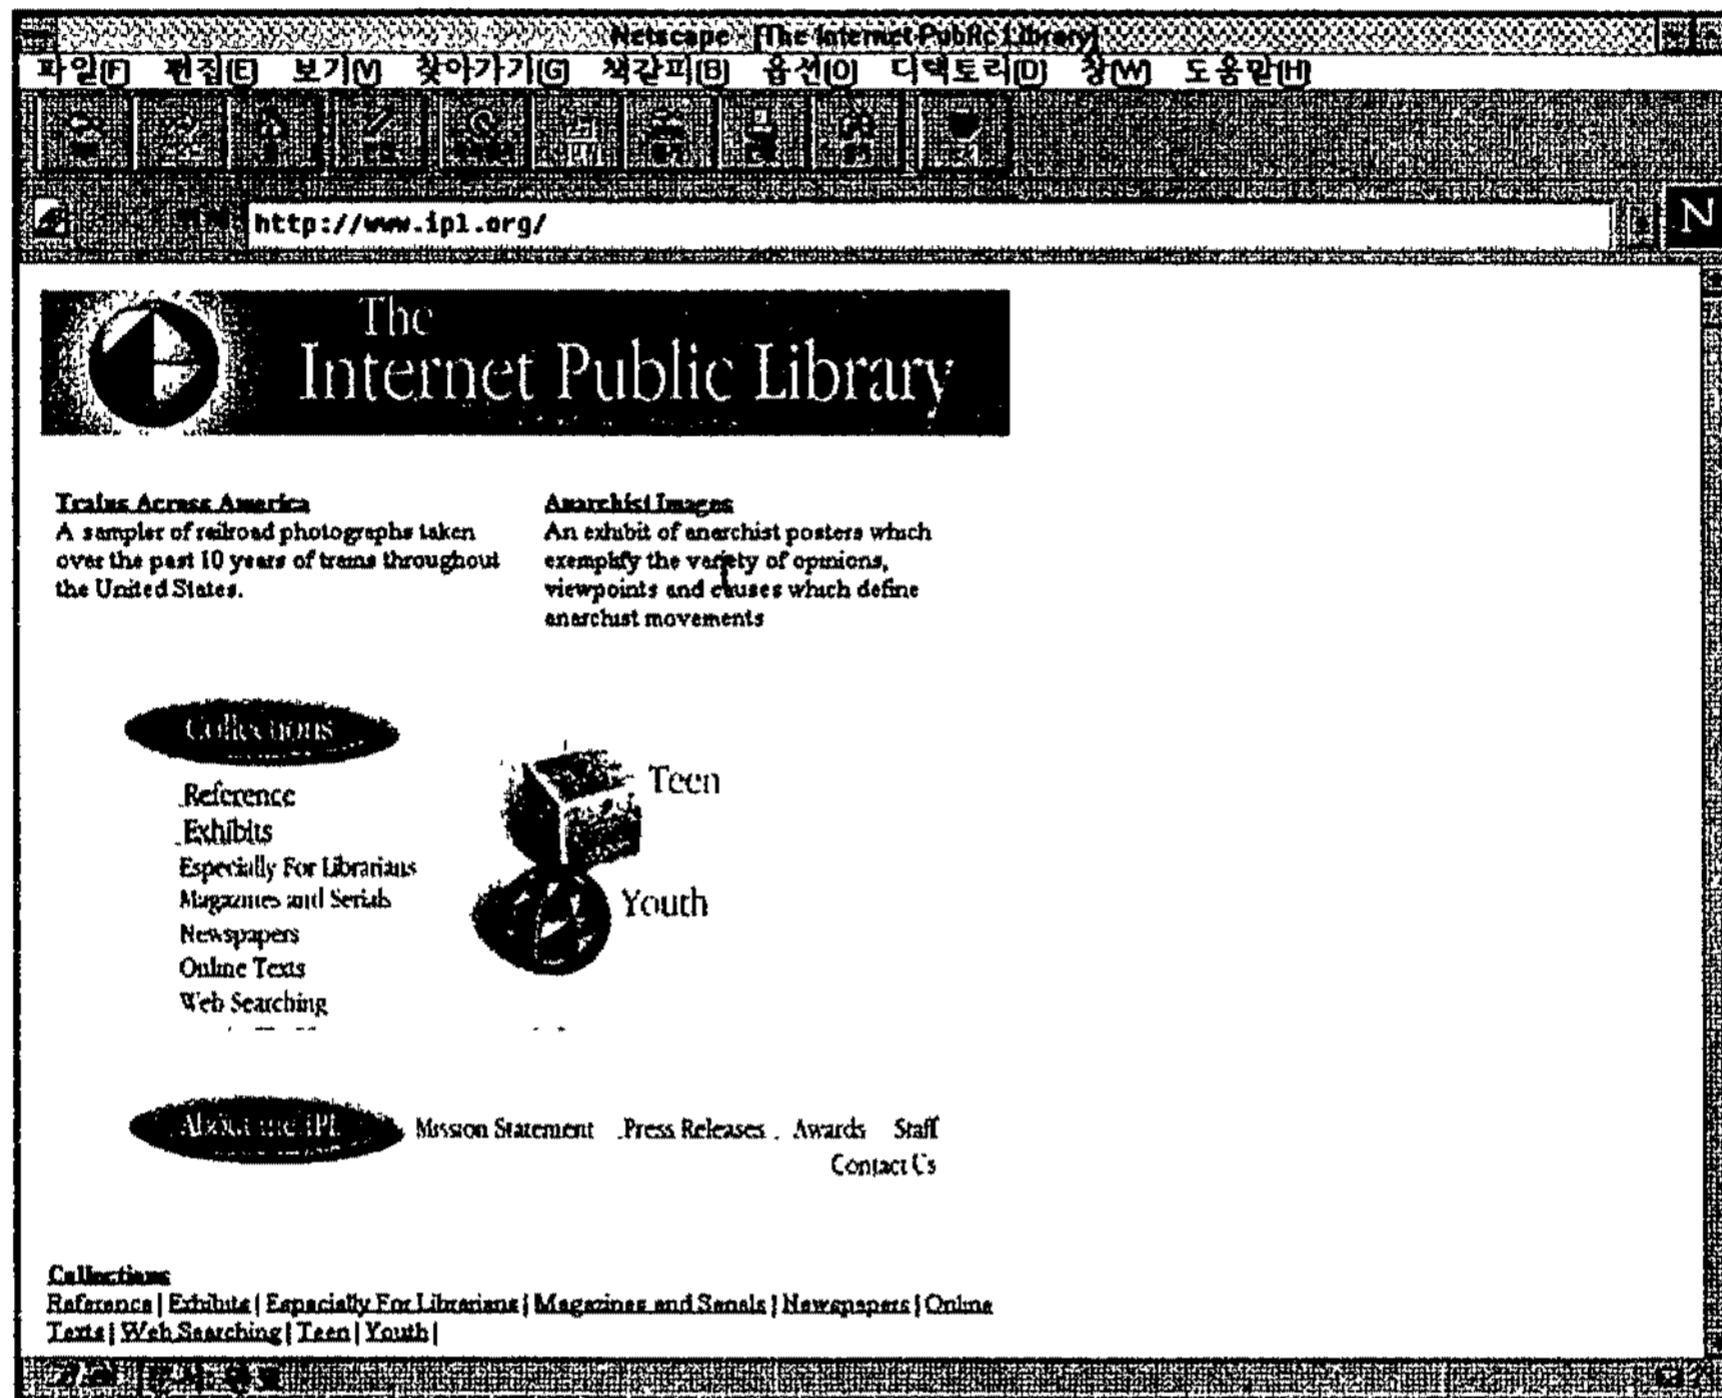 Netscape - [The Internet Public Library]
파일(F) 편집(E) 보기(V) 찾아가기(G) 책갈피(B) 옵션(O) 디렉토리(D) 창(W) 도움말(H)
http://www.ipl.org/
N
The
Internet Public Library
Trains Across America
A sampler of railroad photographs taken
over the past 10 years of trains throughout
the United States.
Anarchist Images
An exhibit of anarchist posters which
exemplify the variety of opinions,
viewpoints and causes which define
anarchist movements
Collections
Reference
Exhibits
Especially For Librarians
Magazines and Serials
Newspapers
Online Texts
Web Searching
Teen
Youth
About the IPL
Mission Statement Press Releases Awards Staff
Contact Us
Collections
Reference | Exhibits | Especially For Librarians | Magazines and Serials | Newspapers | Online
Texts | Web Searching | Teen | Youth |